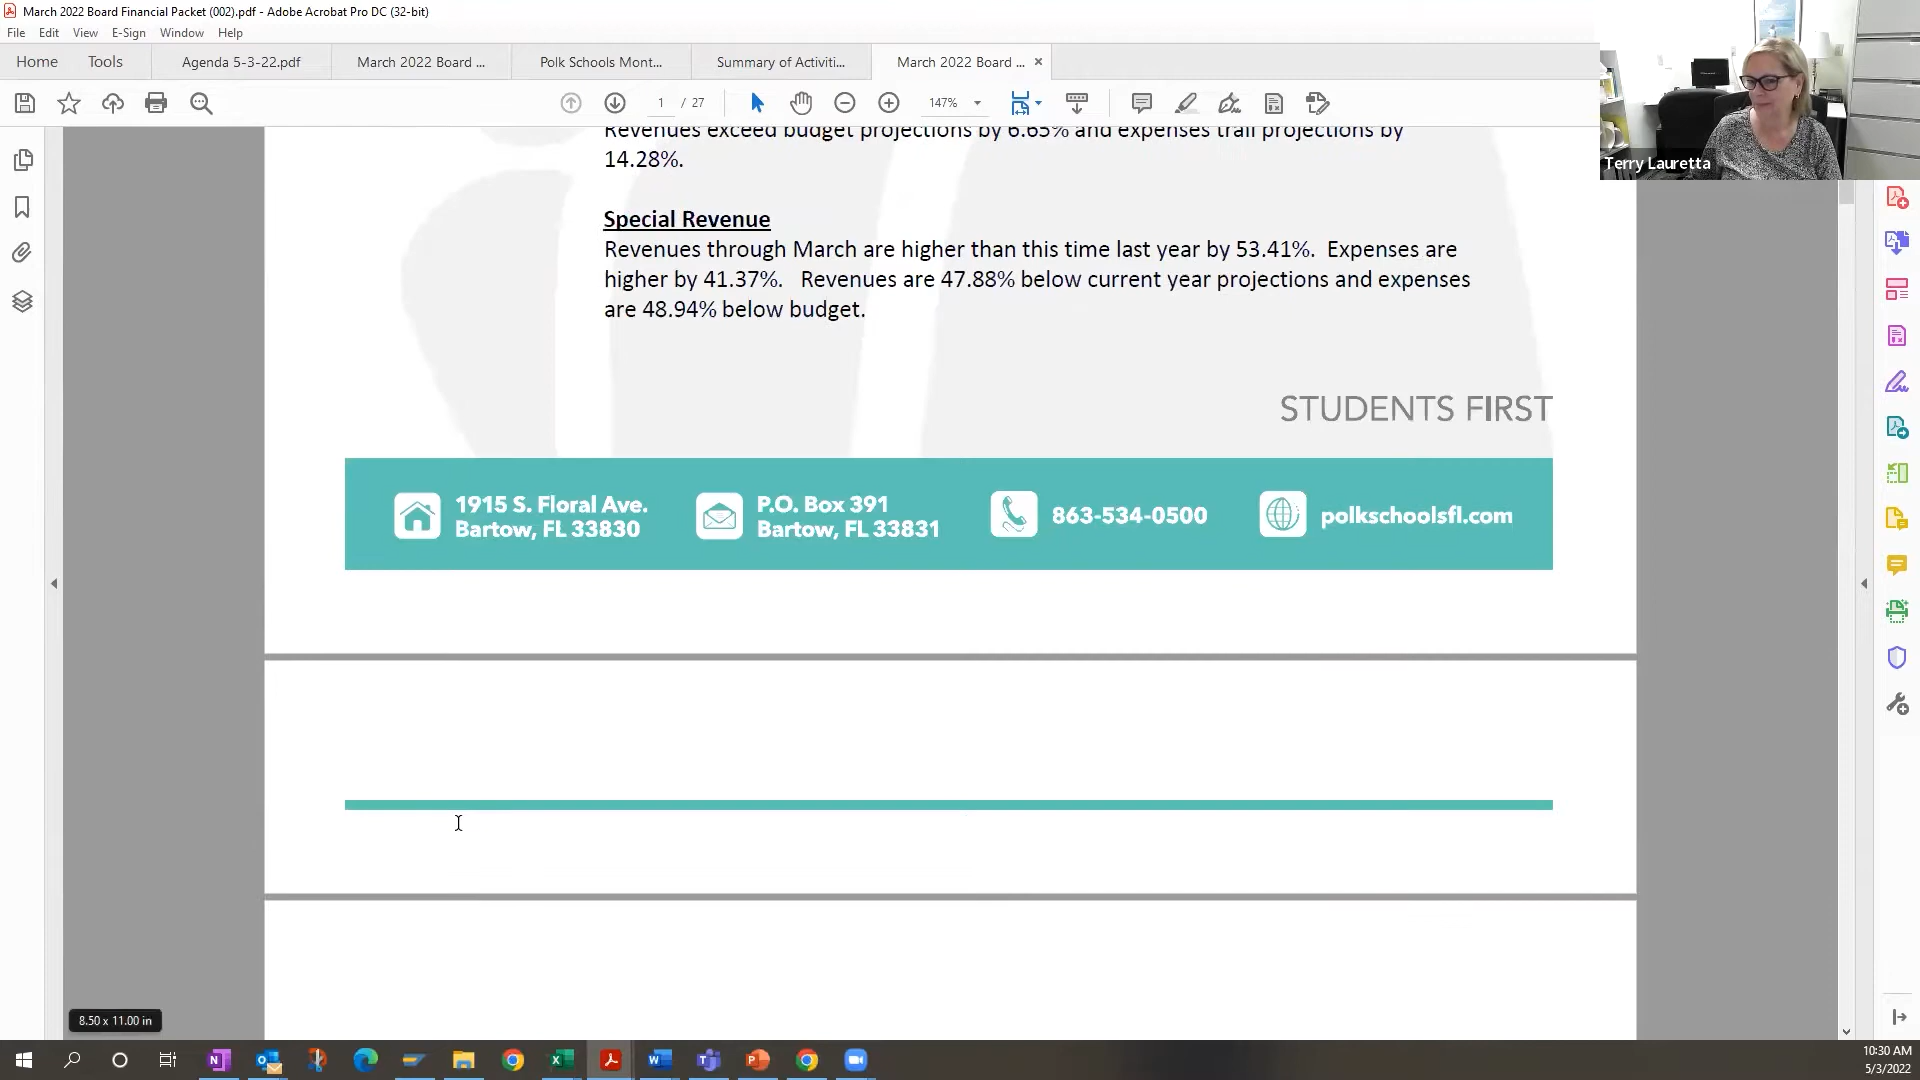 March 2022 Board Financial Packet (002).pdf - Adobe Acrobat Pro DC (32-bit)
File Edit View E-Sign Window Help
Home Tools Agenda 5-3-22.pdf March 2022 Board ... Polk Schools Mont... Summary of Activiti... March 2022 Board ...
1 / 27 147%
Terry Lauretta
Revenues exceed budget projections by 6.65% and expenses trail projections by
14.28%.
Special Revenue
Revenues through March are higher than this time last year by 53.41%. Expenses are
higher by 41.37%. Revenues are 47.88% below current year projections and expenses
are 48.94% below budget.
STUDENTS FIRST
1915 S. Floral Ave.
Bartow, FL 33830
P.O. Box 391
Bartow, FL 33831
863-534-0500
polkschoolsfl.com
8.50 x 11.00 in
10:30 AM
5/3/2022